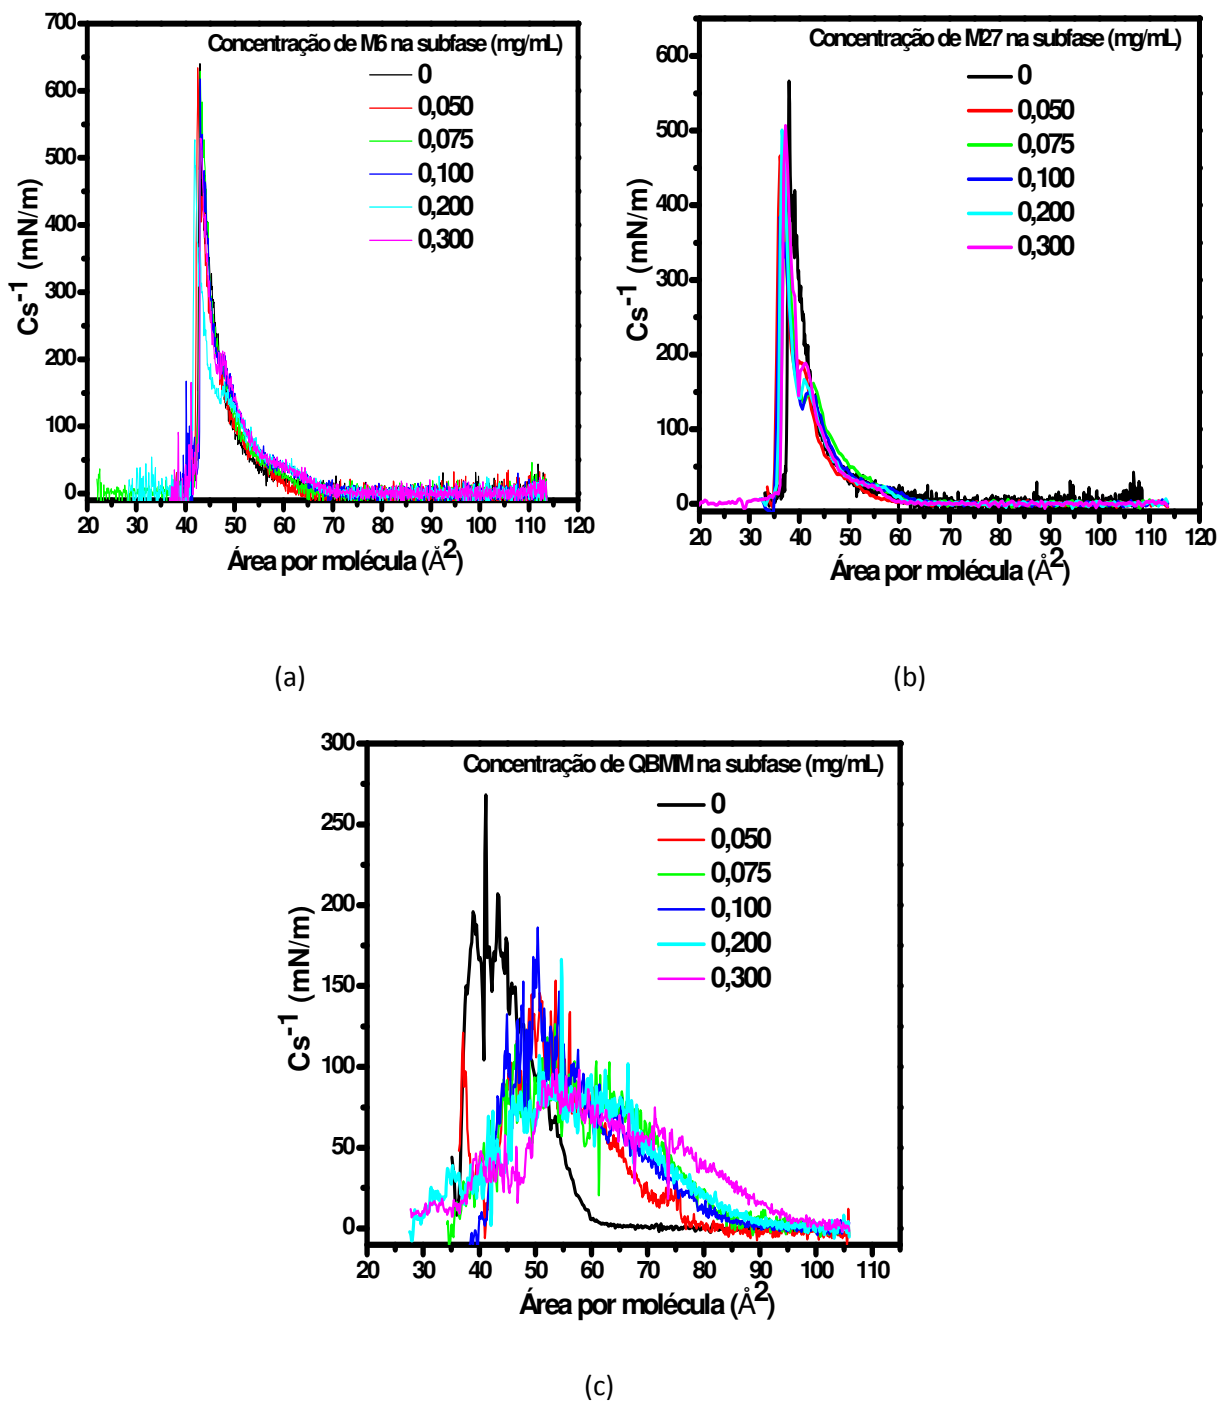 Concentração de M6 na subfase (mg/mL)
0
0,050
0,075
0,100
0,200
0,300
700
600
500
400
300
200
100
0
Cs⁻¹ (mN/m)
20 30 40 50 60 70 80 90 100 110 120
Área por molécula (Å²)
(a)
Concentração de M27 na subfase (mg/mL)
0
0,050
0,075
0,100
0,200
0,300
600
500
400
300
200
100
0
Cs⁻¹ (mN/m)
20 30 40 50 60 70 80 90 100 110 120
Área por molécula (Å²)
(b)
Concentração de QBMM na subfase (mg/mL)
0
0,050
0,075
0,100
0,200
0,300
300
250
200
150
100
50
0
Cs⁻¹ (mN/m)
20 30 40 50 60 70 80 90 100 110
Área por molécula (Å²)
(c)